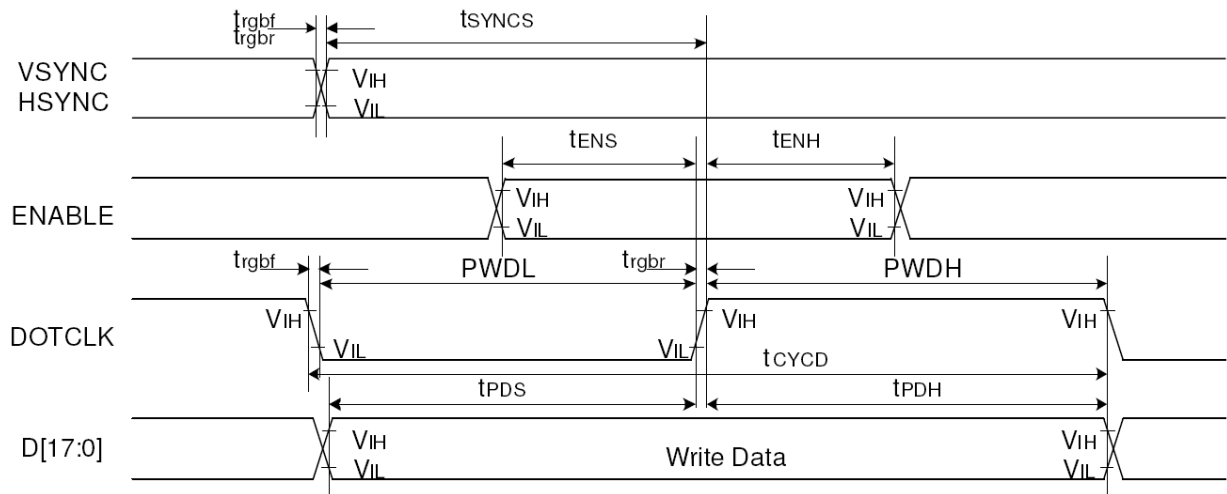 trgbf tSYNCS
trgbr
VSYNC VIH
HSYNC VIL
tENS tENH
ENABLE VIH VIH
VIL VIL
trgbf PWDL trgbr PWDH
VIH VIH VIH
DOTCLK VIL VIL
tCYCD
tPDS tPDH
D[17:0] VIH VIH
VIL Write Data VIL